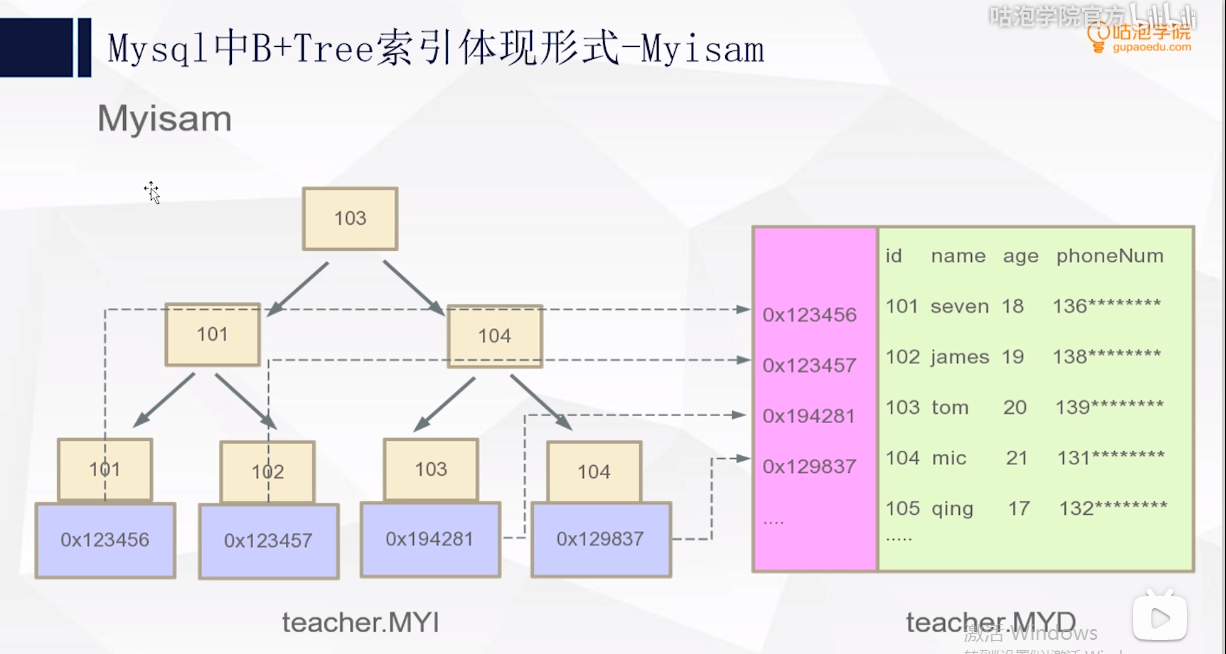 咕泡学院官方
bilibili
咕泡学院
gupaoedu.com
Mysql中B+Tree索引体现形式-Myisam
Myisam
103
101
104
101
102
103
104
0x123456
0x123457
0x194281
0x129837
0x123456
0x123457
0x194281
0x129837
....
id name age phoneNum
101 seven 18 136********
102 james 19 138********
103 tom 20 139********
104 mic 21 131********
105 qing 17 132********
.....
teacher.MYI
teacher.MYD
激活 Windows